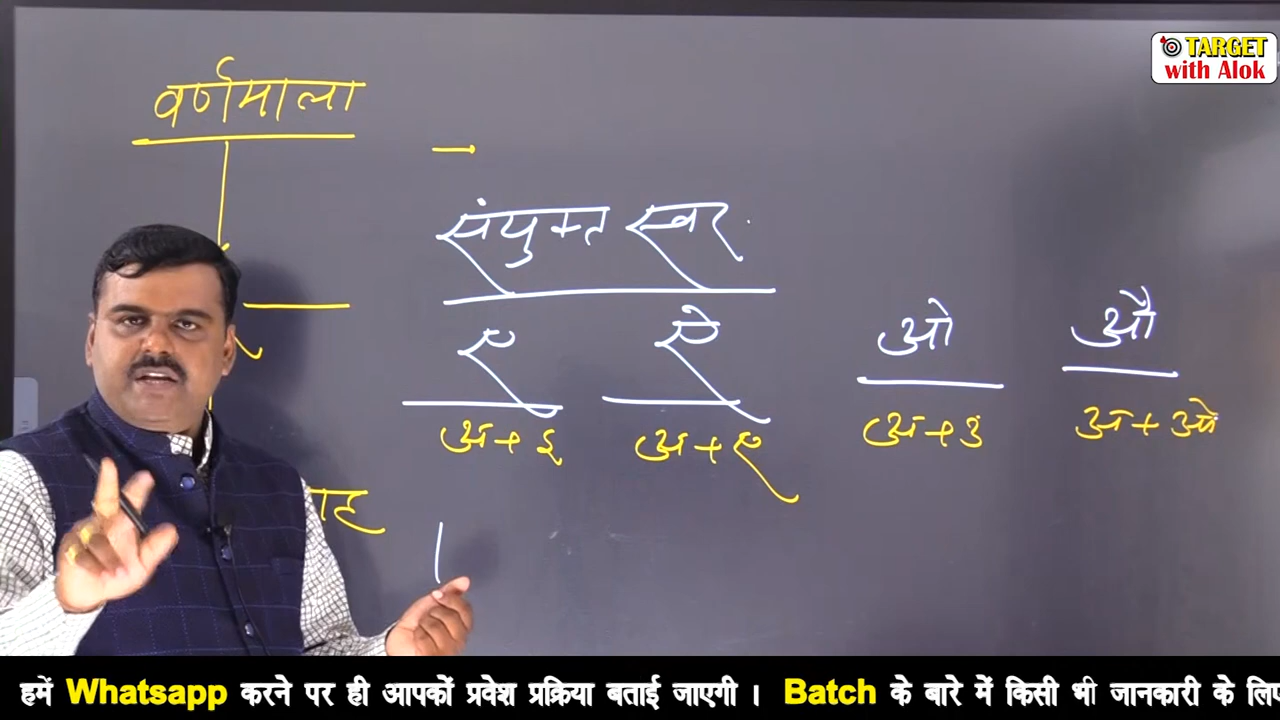 TARGET
with Alok
वर्णमाला
संयुक्त स्वर
ए ऐ ओ औ
अ+इ अ+ए अ+उ अ+ओ
हमें Whatsapp करने पर ही आपकों प्रवेश प्रक्रिया बताई जाएगी । Batch के बारे में किसी भी जानकारी के लिए